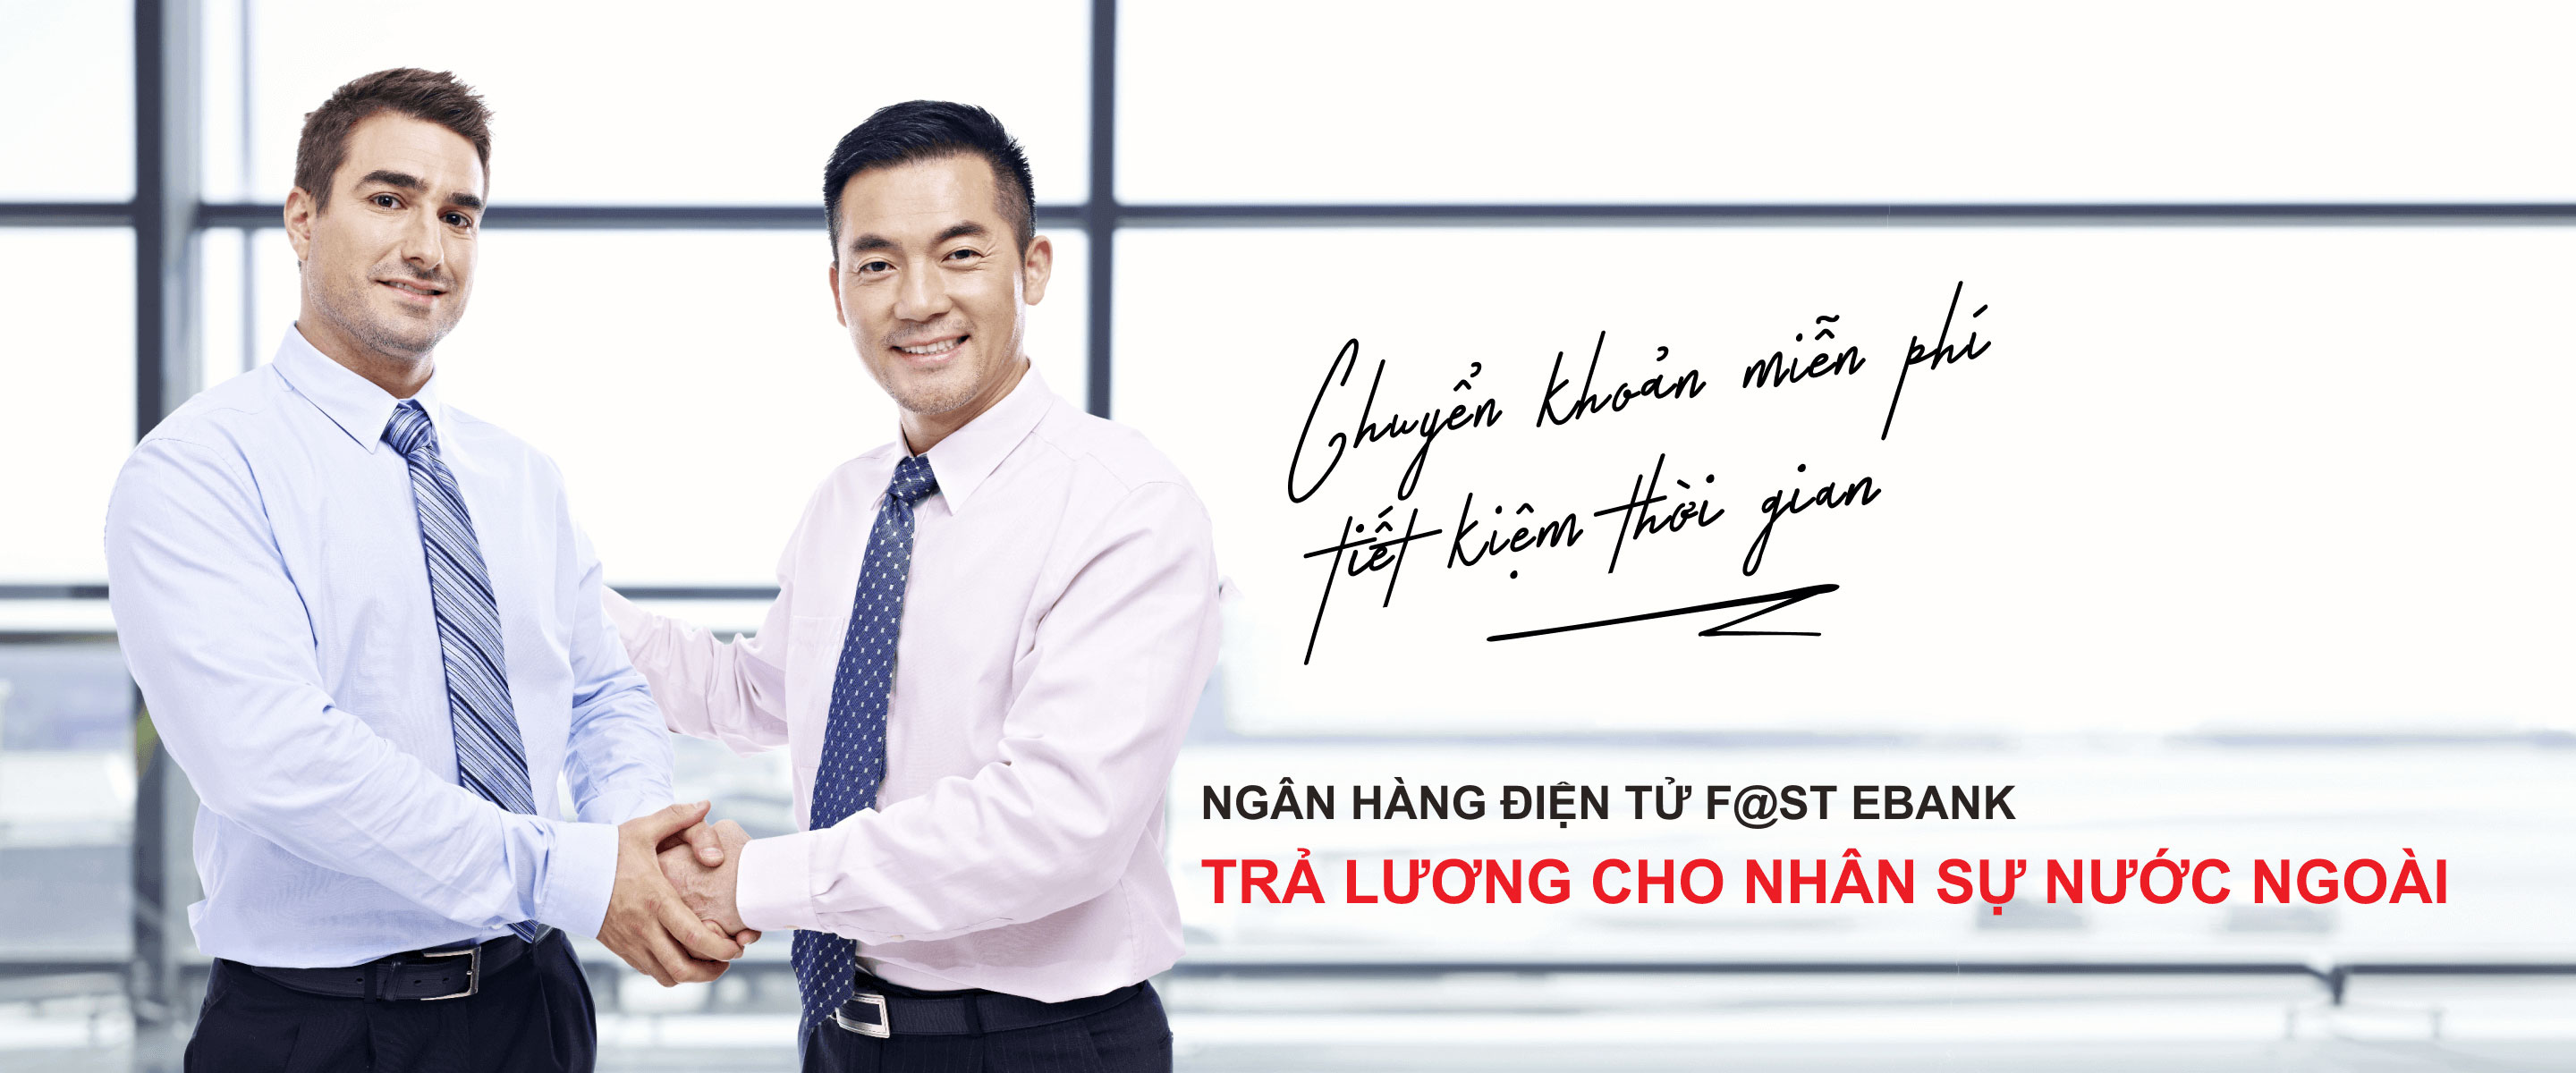 Chuyển khoản miễn phí
tiết kiệm thời gian
NGÂN HÀNG ĐIỆN TỬ F@ST EBANK
TRẢ LƯƠNG CHO NHÂN SỰ NƯỚC NGOÀI